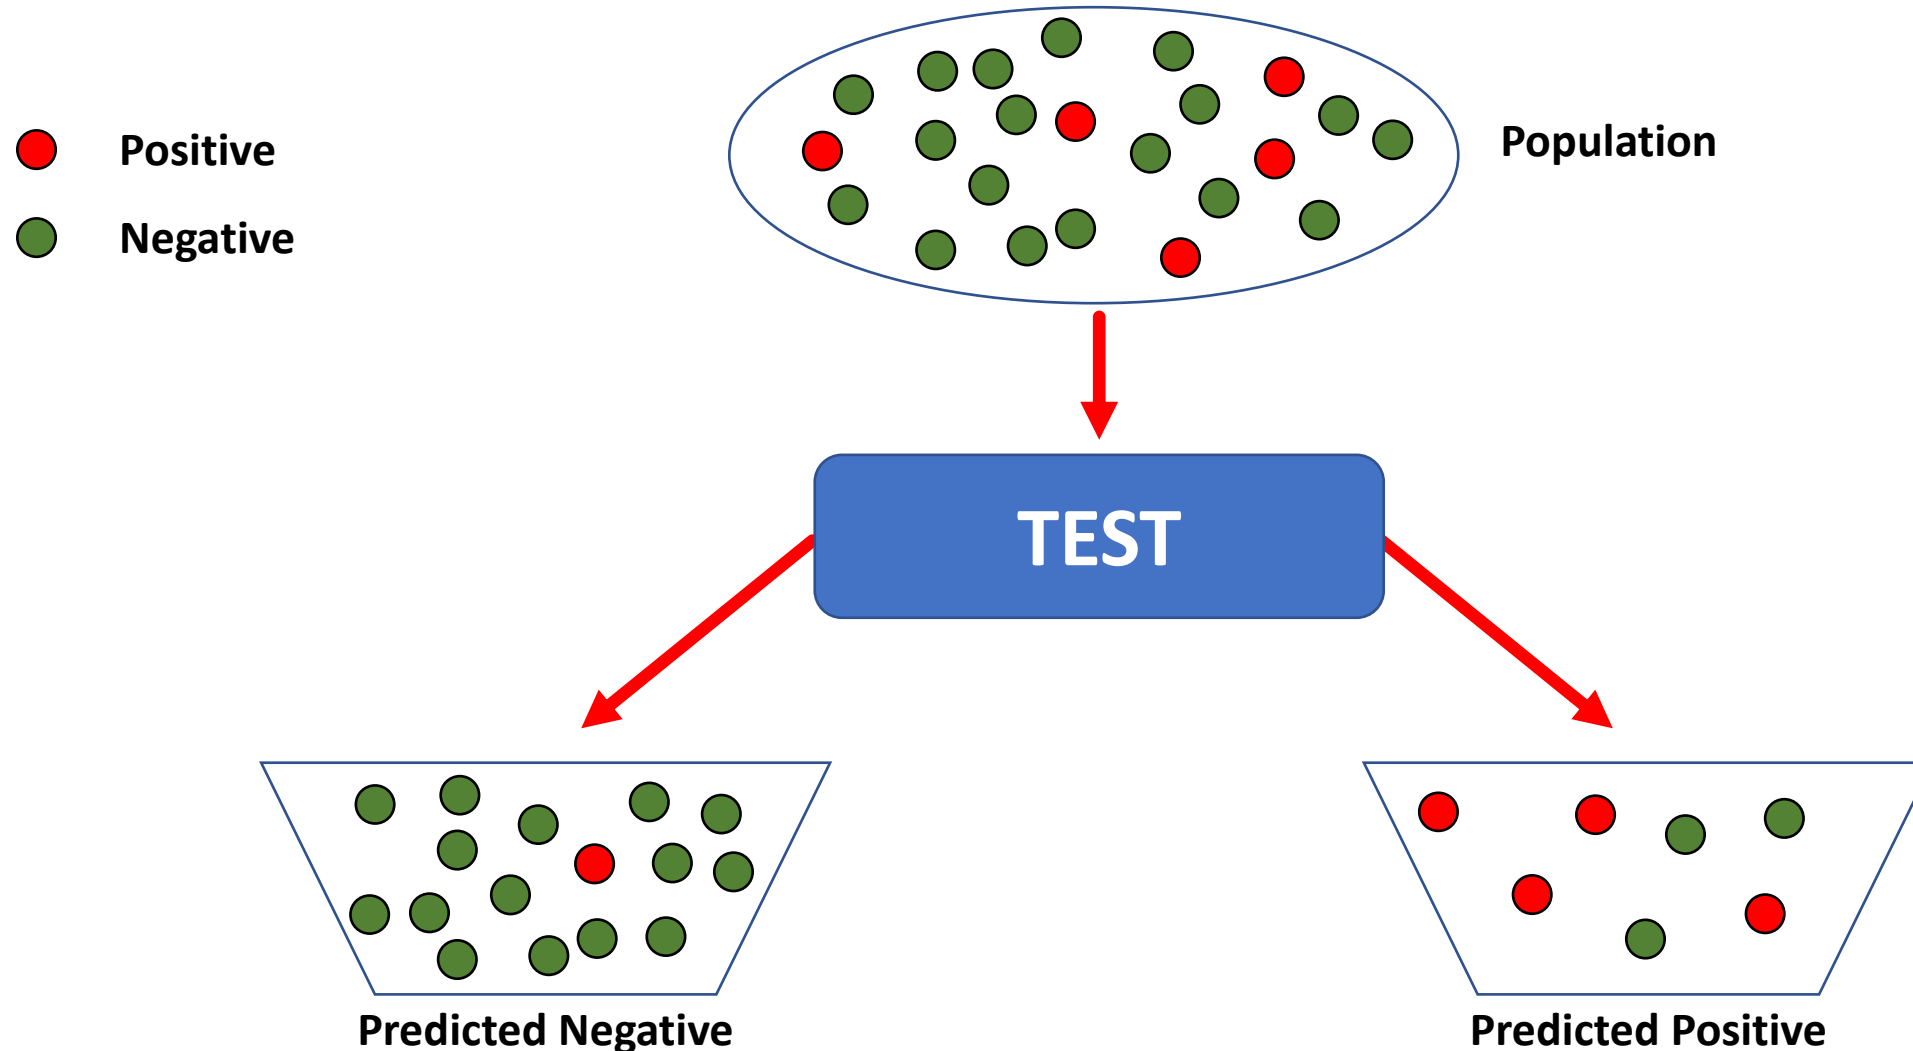 Positive
Negative
Population
TEST
Predicted Negative
Predicted Positive